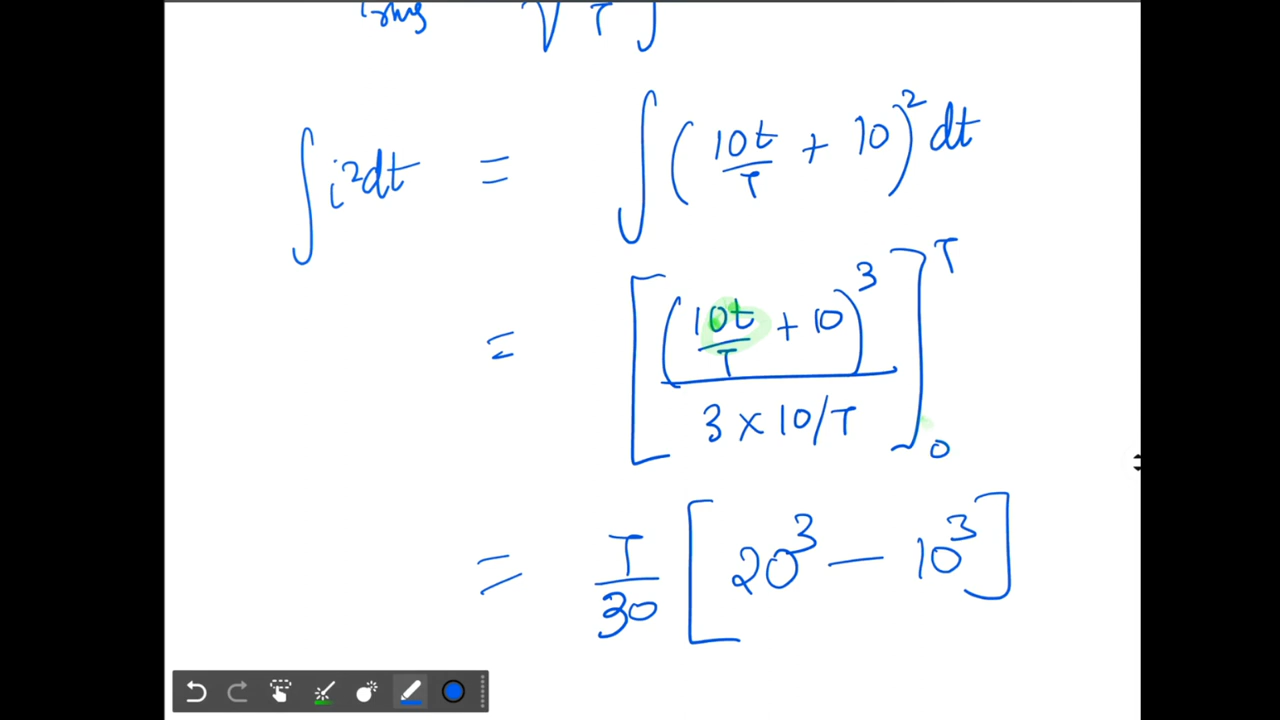 ∫ i²dt = ∫ (10t/T + 10)² dt
= [(10t/T + 10)³ / 3 × 10/T]₀ᵀ
= T/30 [20³ − 10³]